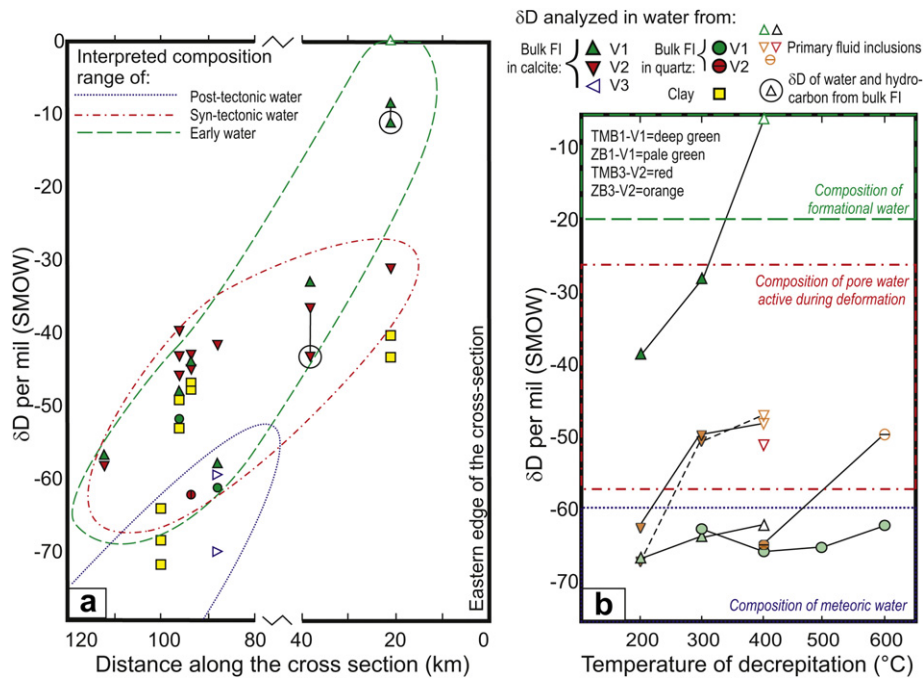 δD analyzed in water from:
Bulk FI
in calcite:
V1
V2
V3
Bulk FI
in quartz:
V1
V2
Clay
Primary fluid inclusions
δD of water and hydro-
carbon from bulk FI
Interpreted composition
range of:
Post-tectonic water
Syn-tectonic water
Early water
0
-10
-20
-30
-40
-50
-60
-70
δD per mil (SMOW)
Eastern edge of the cross-section
a
120 100 80 40 20 0
Distance along the cross section (km)
TMB1-V1=deep green
ZB1-V1=pale green
TMB3-V2=red
ZB3-V2=orange
Composition of
formational water
Composition of pore water
active during deformation
Composition of meteoric water
-10
-20
-30
-40
-50
-60
-70
δD per mil (SMOW)
b
200 300 400 500 600
Temperature of decrepitation (°C)